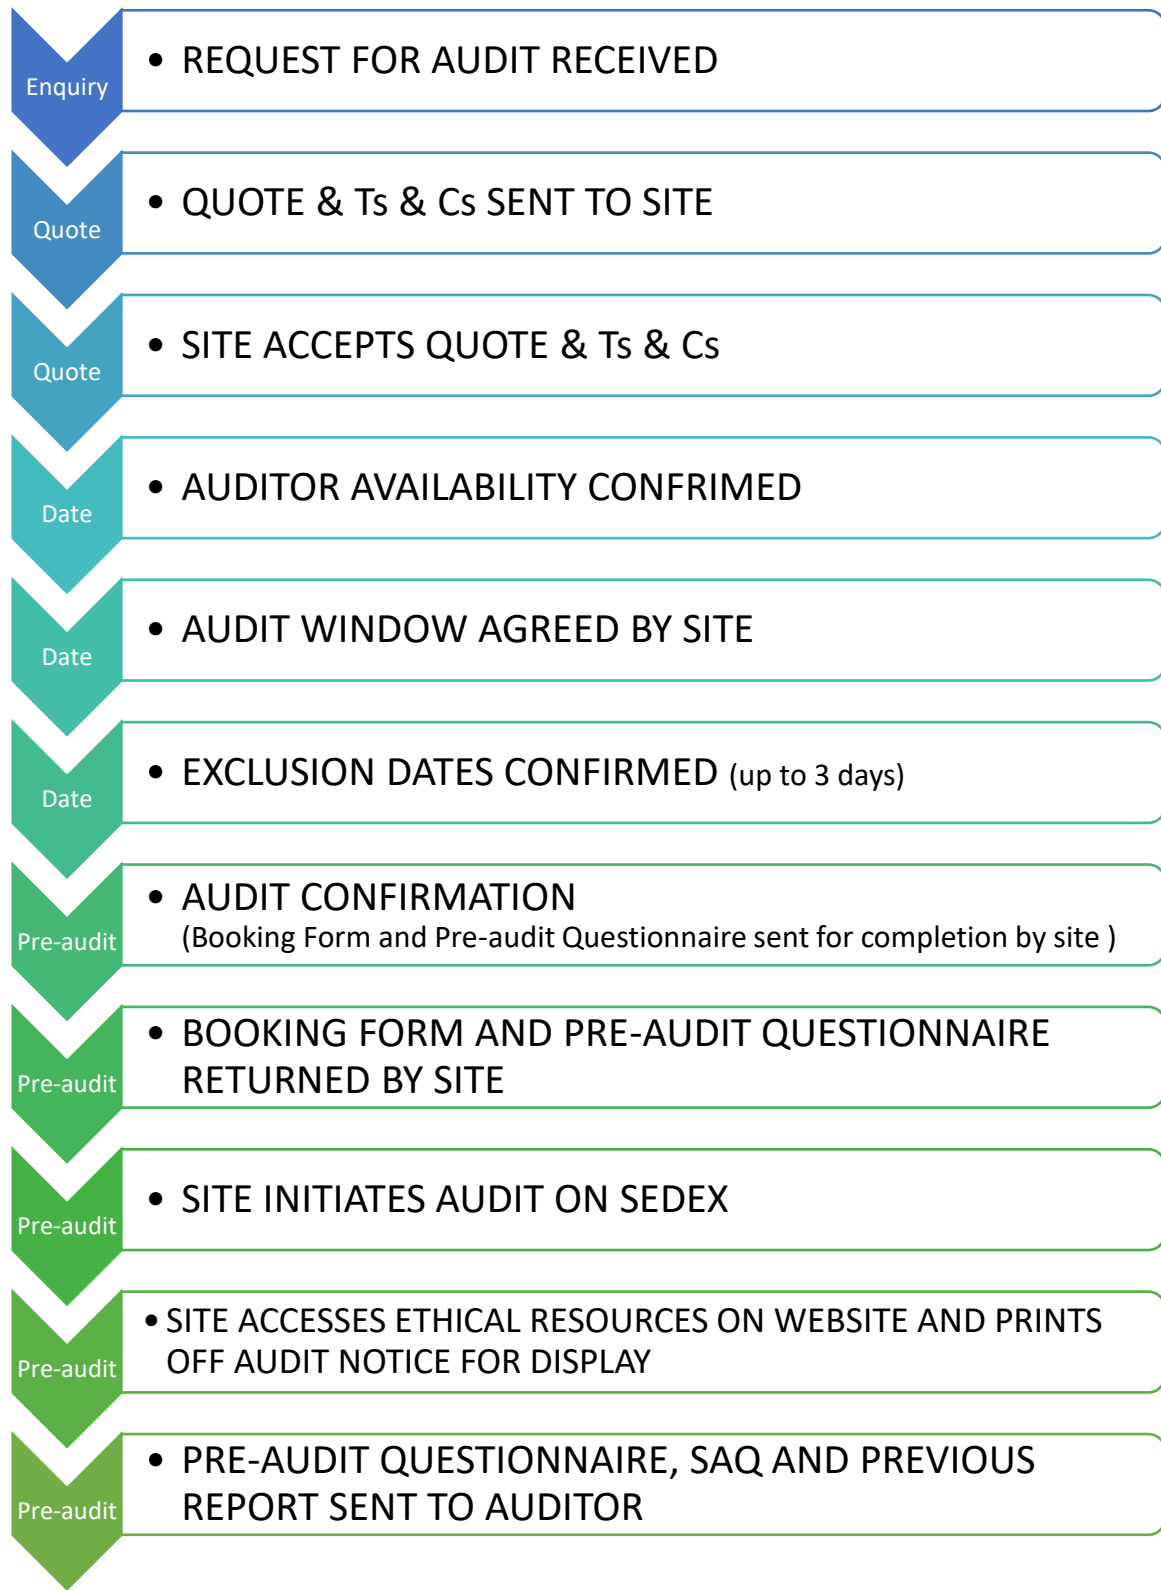 Enquiry
• REQUEST FOR AUDIT RECEIVED
Quote
• QUOTE & Ts & Cs SENT TO SITE
Quote
• SITE ACCEPTS QUOTE & Ts & Cs
Date
• AUDITOR AVAILABILITY CONFRIMED
Date
• AUDIT WINDOW AGREED BY SITE
Date
• EXCLUSION DATES CONFIRMED (up to 3 days)
Pre-audit
• AUDIT CONFIRMATION
(Booking Form and Pre-audit Questionnaire sent for completion by site )
Pre-audit
• BOOKING FORM AND PRE-AUDIT QUESTIONNAIRE
RETURNED BY SITE
Pre-audit
• SITE INITIATES AUDIT ON SEDEX
Pre-audit
• SITE ACCESSES ETHICAL RESOURCES ON WEBSITE AND PRINTS
OFF AUDIT NOTICE FOR DISPLAY
Pre-audit
• PRE-AUDIT QUESTIONNAIRE, SAQ AND PREVIOUS
REPORT SENT TO AUDITOR